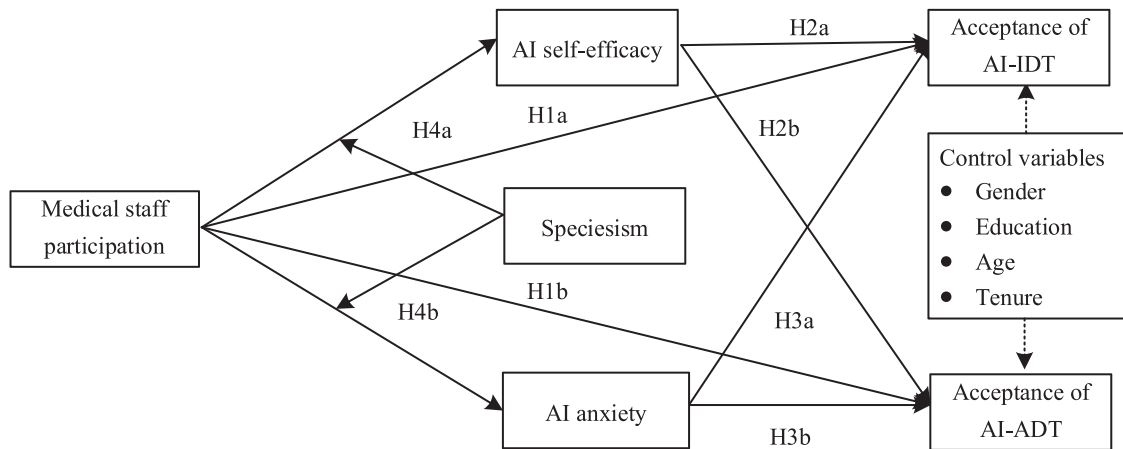 AI self-efficacy
H2a
Acceptance of
AI-IDT
H1a
H4a
H2b
Control variables
● Gender
● Education
● Age
● Tenure
Medical staff
participation
Speciesism
H1b
H4b
H3a
AI anxiety
H3b
Acceptance of
AI-ADT